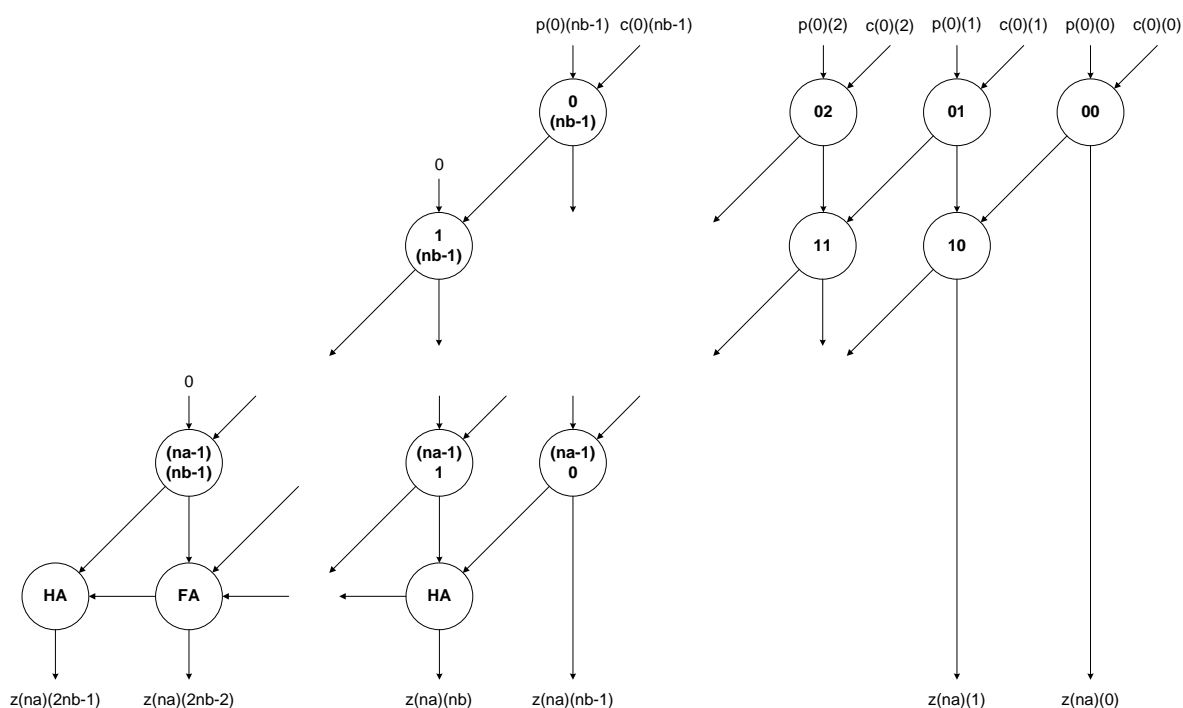 p(0)(nb-1) c(0)(nb-1) p(0)(2) c(0)(2) p(0)(1) c(0)(1) p(0)(0) c(0)(0)
0
(nb-1)
02
01
00
0
1
(nb-1)
11
10
0
(na-1)
(nb-1)
(na-1)
1
(na-1)
0
HA
FA
HA
z(na)(2nb-1) z(na)(2nb-2) z(na)(nb) z(na)(nb-1) z(na)(1) z(na)(0)